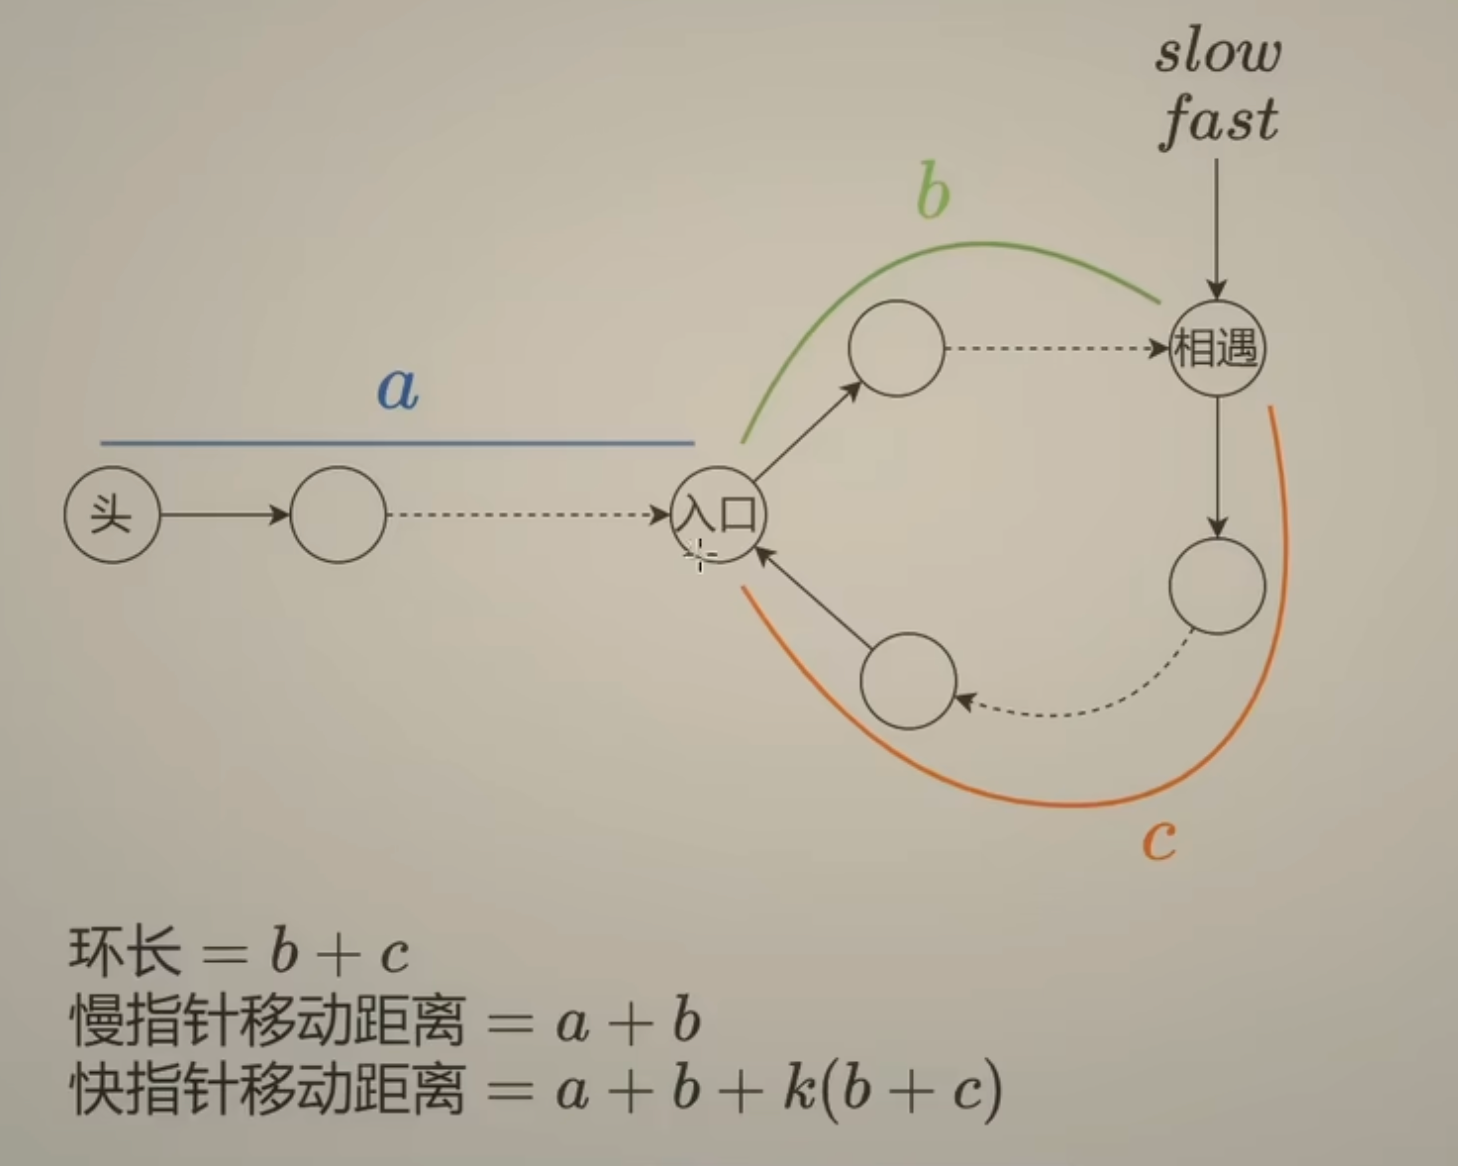 slow
fast
b
a
相遇
头
入口
c
环长 = b + c
慢指针移动距离 = a + b
快指针移动距离 = a + b + k(b + c)